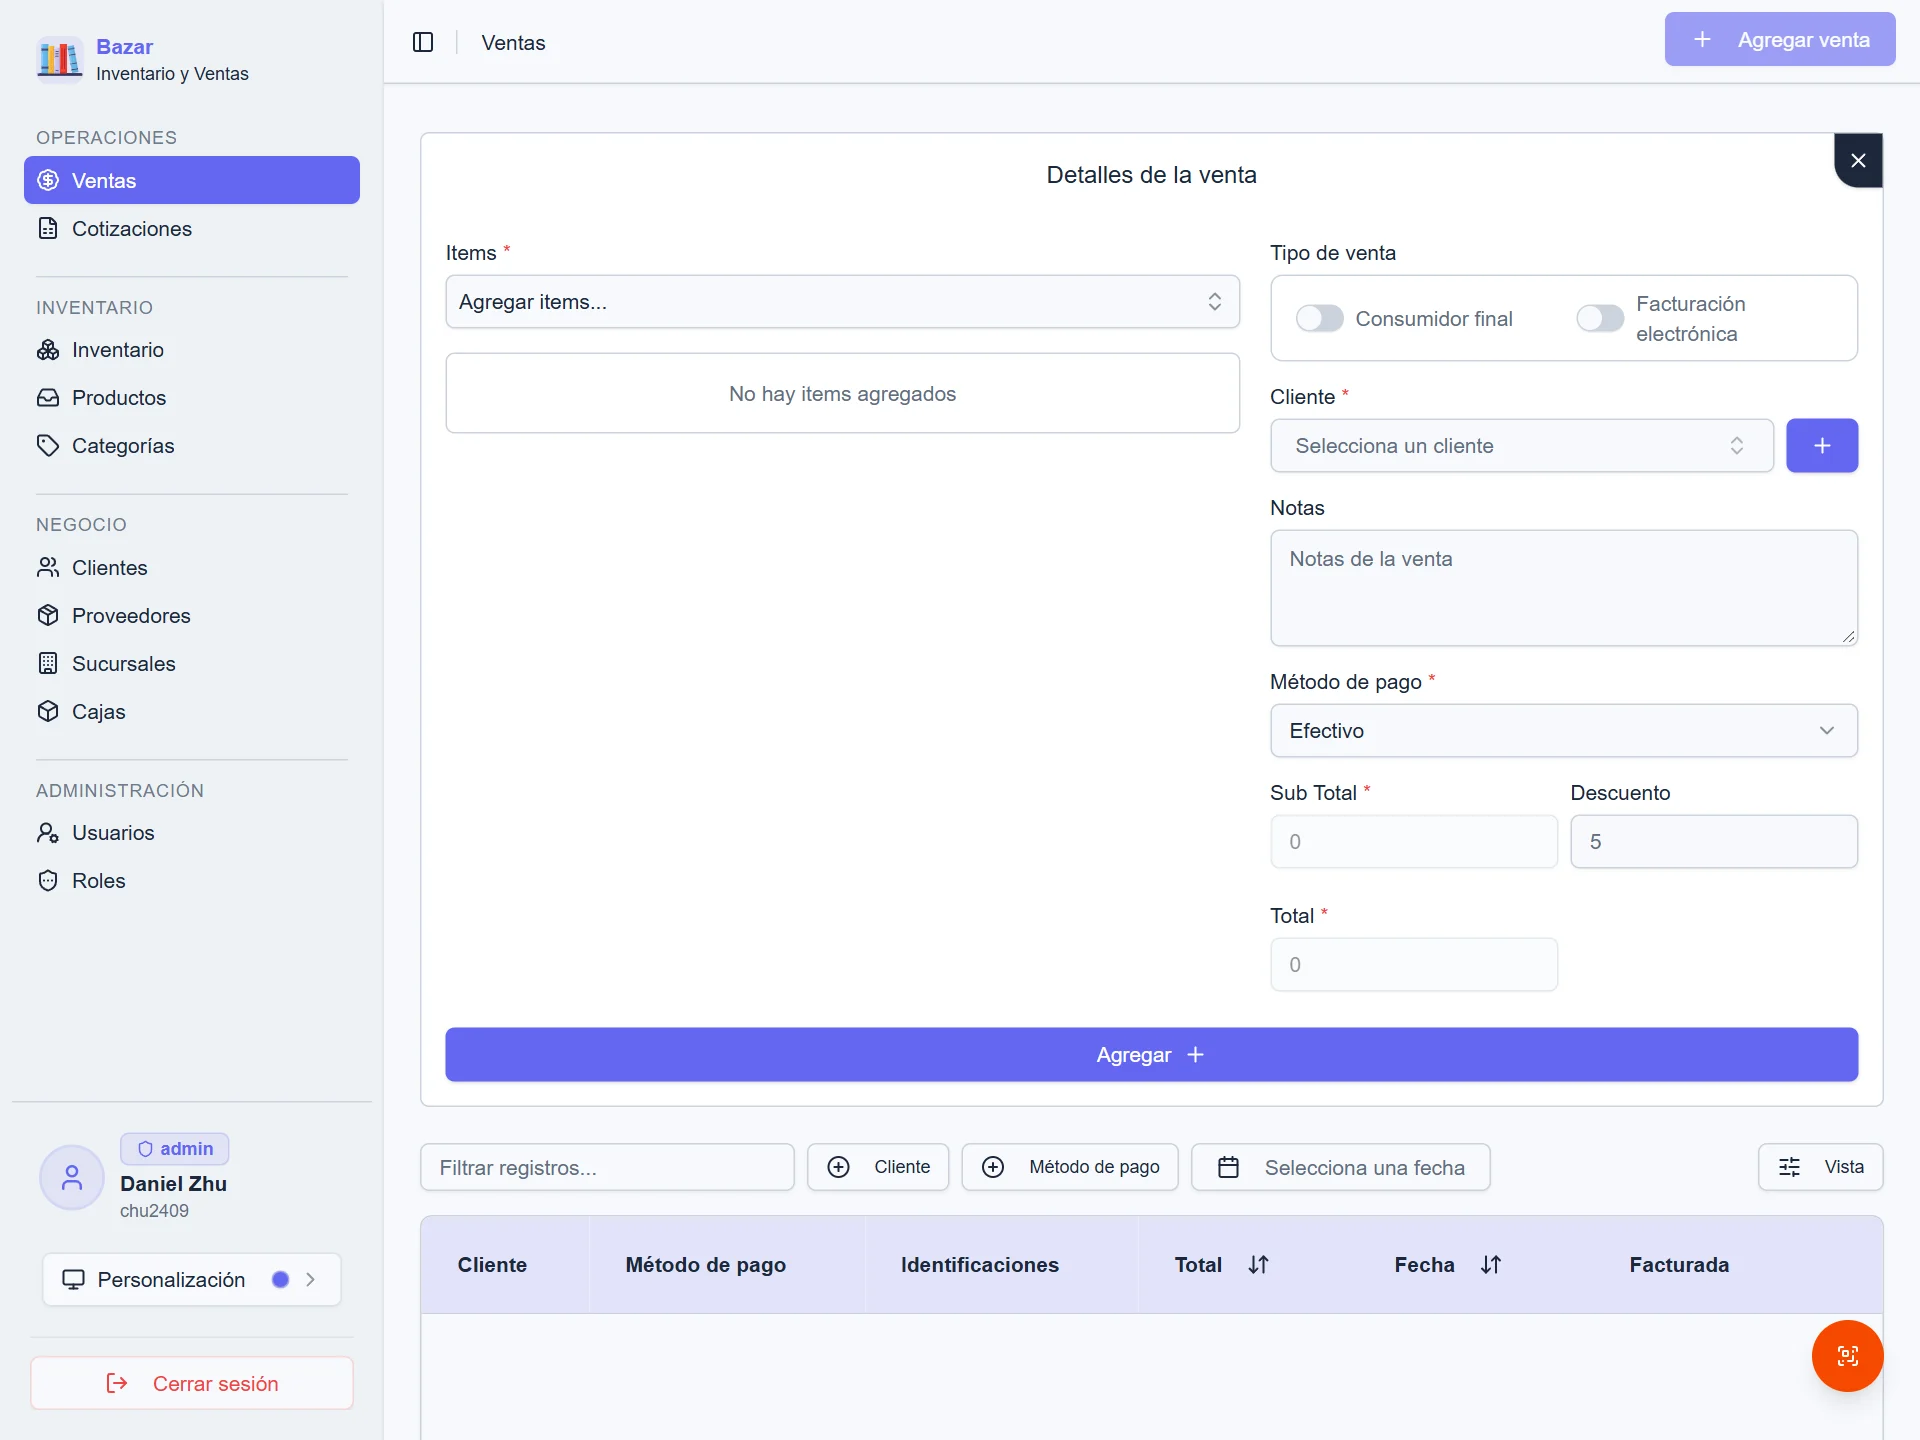 Bazar
Inventario y Ventas
OPERACIONES
Ventas
Cotizaciones
INVENTARIO
Inventario
Productos
Categorías
NEGOCIO
Clientes
Proveedores
Sucursales
Cajas
ADMINISTRACIÓN
Usuarios
Roles
admin
Daniel Zhu
chu2409
Personalización
Cerrar sesión
Ventas
Agregar venta
Detalles de la venta
Items *
Agregar items...
No hay items agregados
Tipo de venta
Consumidor final
Facturación
electrónica
Cliente *
Selecciona un cliente
Notas
Notas de la venta
Método de pago *
Efectivo
Sub Total *
Descuento
0
5
Total *
0
Agregar
Filtrar registros...
Cliente
Método de pago
Selecciona una fecha
Vista
Cliente
Método de pago
Identificaciones
Total
Fecha
Facturada